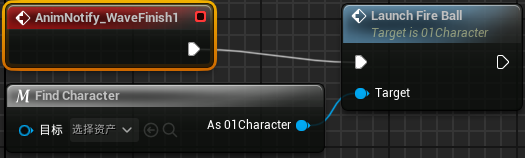 AnimNotify_WaveFinish1
Launch Fire Ball
Target is 01Character
Find Character
Target
目标 选择资产
As 01Character